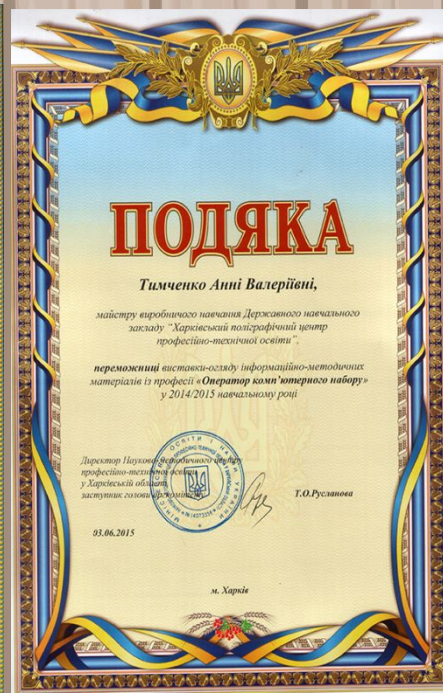 ПОДЯКА
Тимченко Анні Валеріївні,
майстру виробничого навчання Державного навчального
закладу "Харківський поліграфічний центр
професійно-технічної освіти"
переможниці виставки-огляду інформаційно-методичних
матеріалів із професії «Оператор комп'ютерного набору»
у 2014/2015 навчальному році
Директор Науково-методичного центру
професійно-технічної освіти
у Харківській області,
заступник голови оргкомітету
Т.О.Русланова
03.06.2015
м. Харків